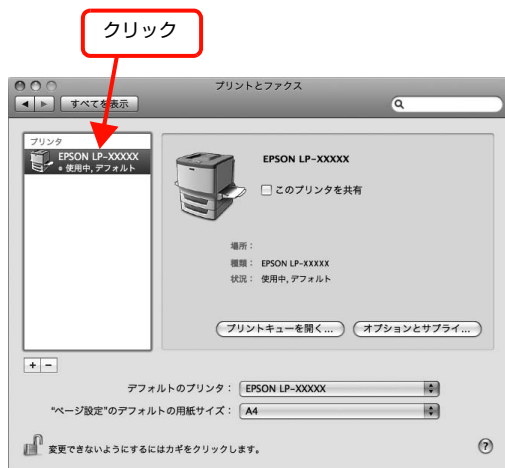 クリック
プリントとファクス
すべてを表示
プリンタ
EPSON LP-XXXXX
使用中, デフォルト
EPSON LP-XXXXX
このプリンタを共有
場所：
種類： EPSON LP-XXXXX
状況： 使用中, デフォルト
プリントキューを開く...
オプションとサプライ...
+ -
デフォルトのプリンタ： EPSON LP-XXXXX
“ページ設定”のデフォルトの用紙サイズ： A4
変更できないようにするにはカギをクリックします。
?